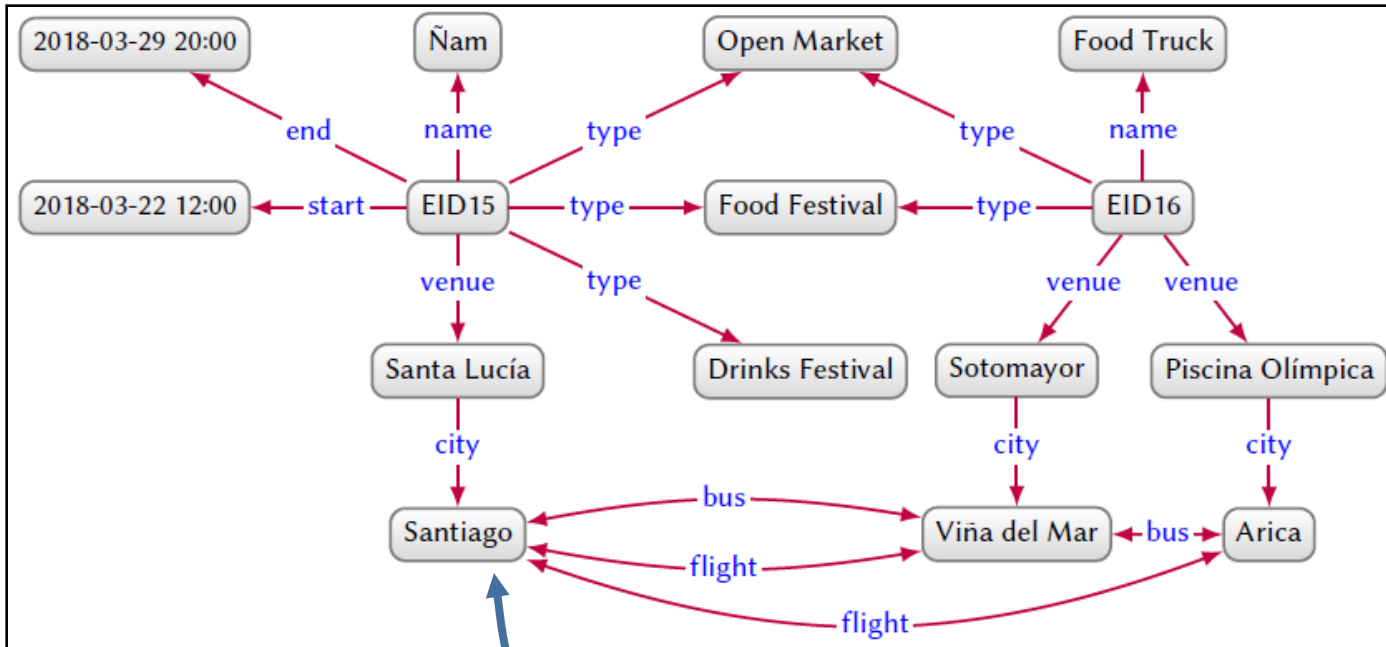 2018-03-29 20:00 Ñam Open Market Food Truck
end name type type name
2018-03-22 12:00 start EID15 type Food Festival type EID16
venue type venue venue
Santa Lucía Drinks Festival Sotomayor Piscina Olímpica
city city city
bus
Santiago Viña del Mar bus Arica
flight
flight